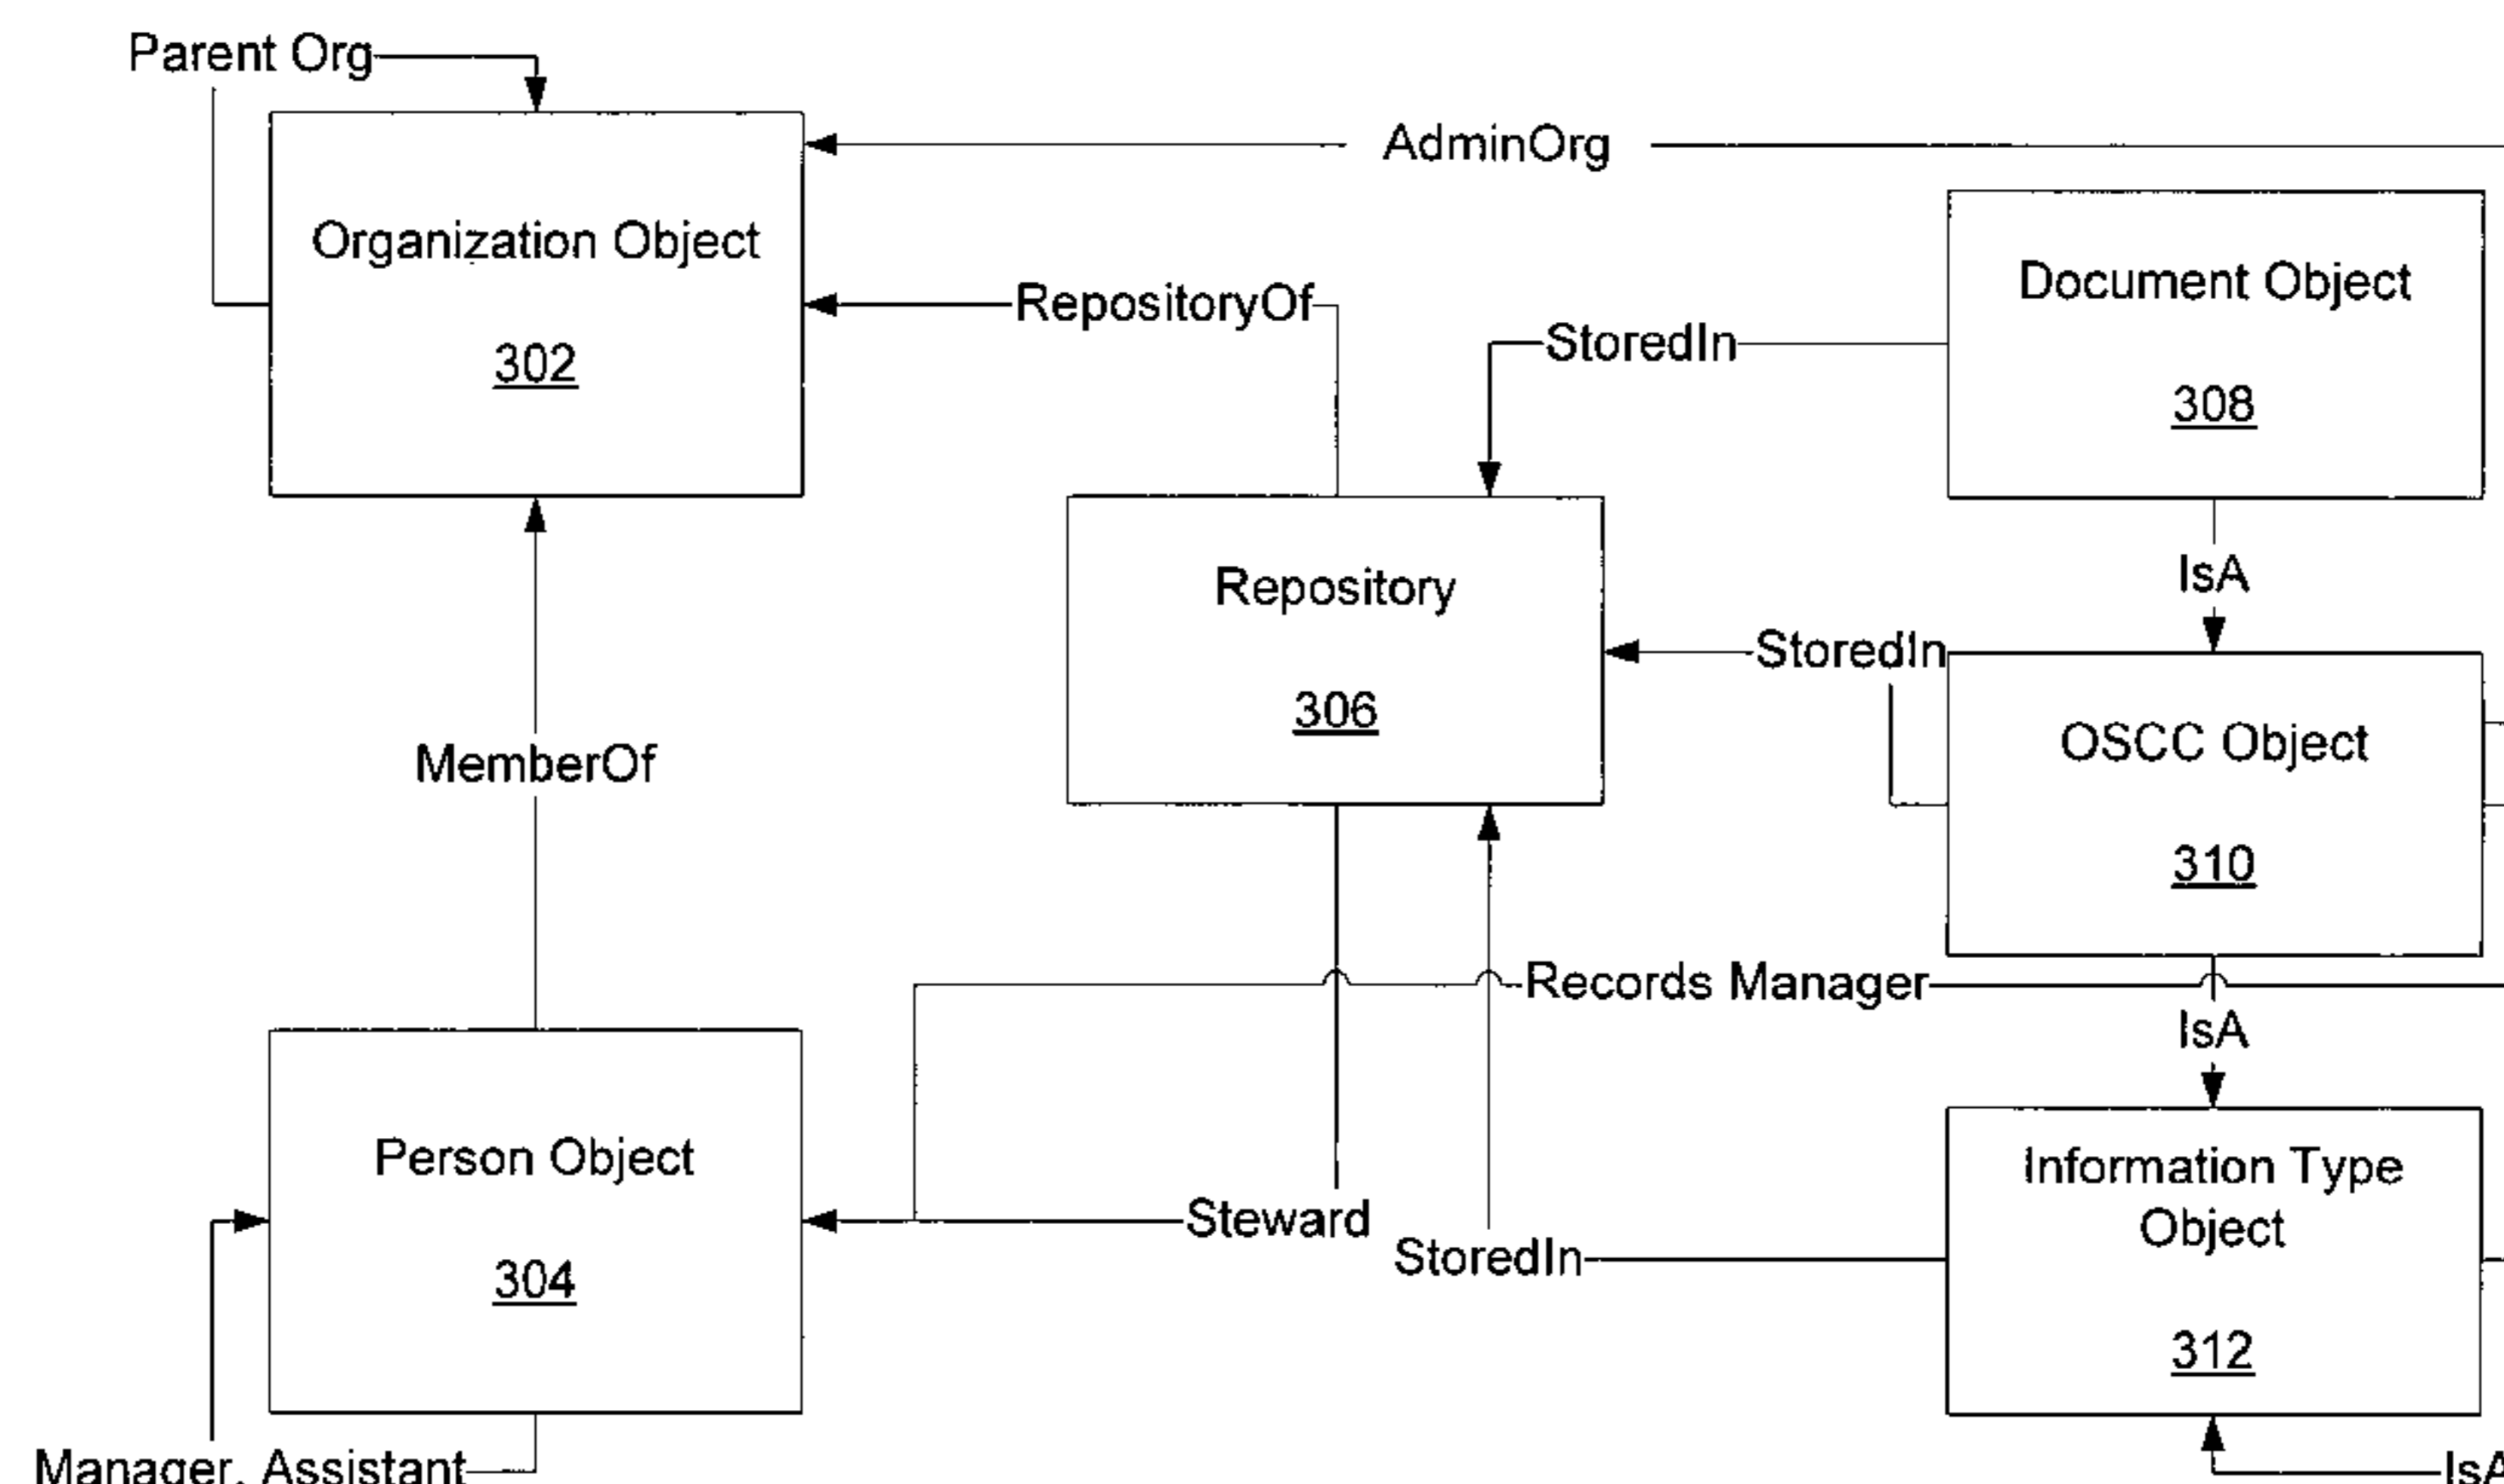 Parent Org
AdminOrg
Organization Object
302
RepositoryOf
Document Object
308
StoredIn
IsA
Repository
306
StoredIn
OSCC Object
310
MemberOf
Records Manager
IsA
Person Object
304
Steward
StoredIn
Information Type
Object
312
Manager, Assistant
IsA